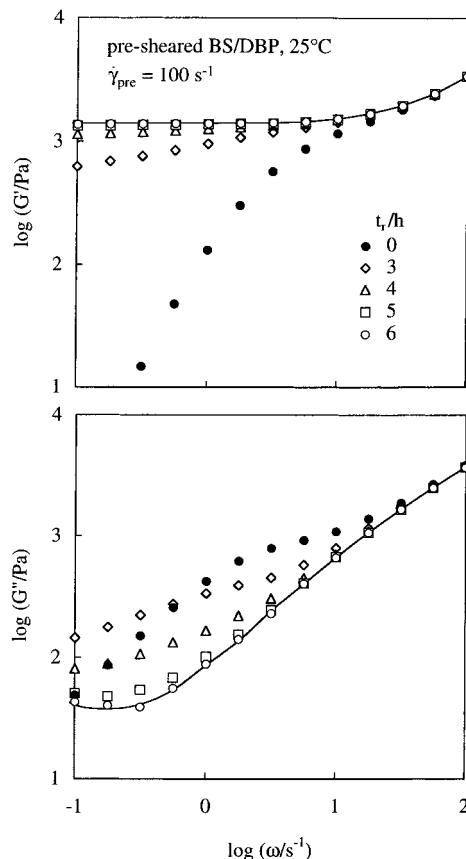 4
pre-sheared BS/DBP, 25°C
γ̇pre = 100 s⁻¹
3
log (G'/Pa)
tr/h
0
3
2
4
5
6
1
4
3
log (G''/Pa)
2
1
-1
0
1
2
log (ω/s⁻¹)